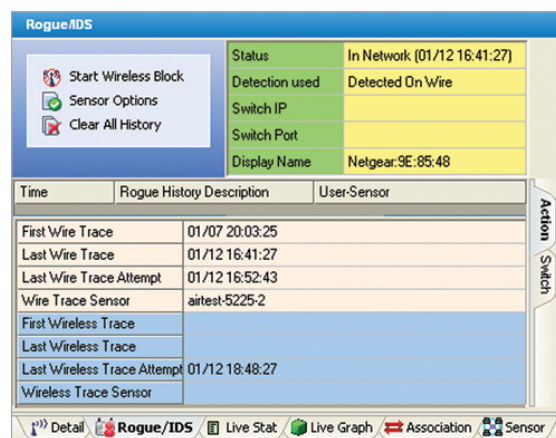 Rogue/IDS
Start Wireless Block
Sensor Options
Clear All History
Status In Network (01/12 16:41:27)
Detection used Detected On Wire
Switch IP
Switch Port
Display Name Netgear:9E:85:48
Time Rogue History Description User-Sensor
First Wire Trace 01/07 20:03:25
Last Wire Trace 01/12 16:41:27
Last Wire Trace Attempt 01/12 16:52:43
Wire Trace Sensor airtest-5225-2
First Wireless Trace
Last Wireless Trace
Last Wireless Trace Attempt 01/12 18:48:27
Wireless Trace Sensor
Action
Switch
Detail Rogue/IDS Live Stat Live Graph Association Sensor